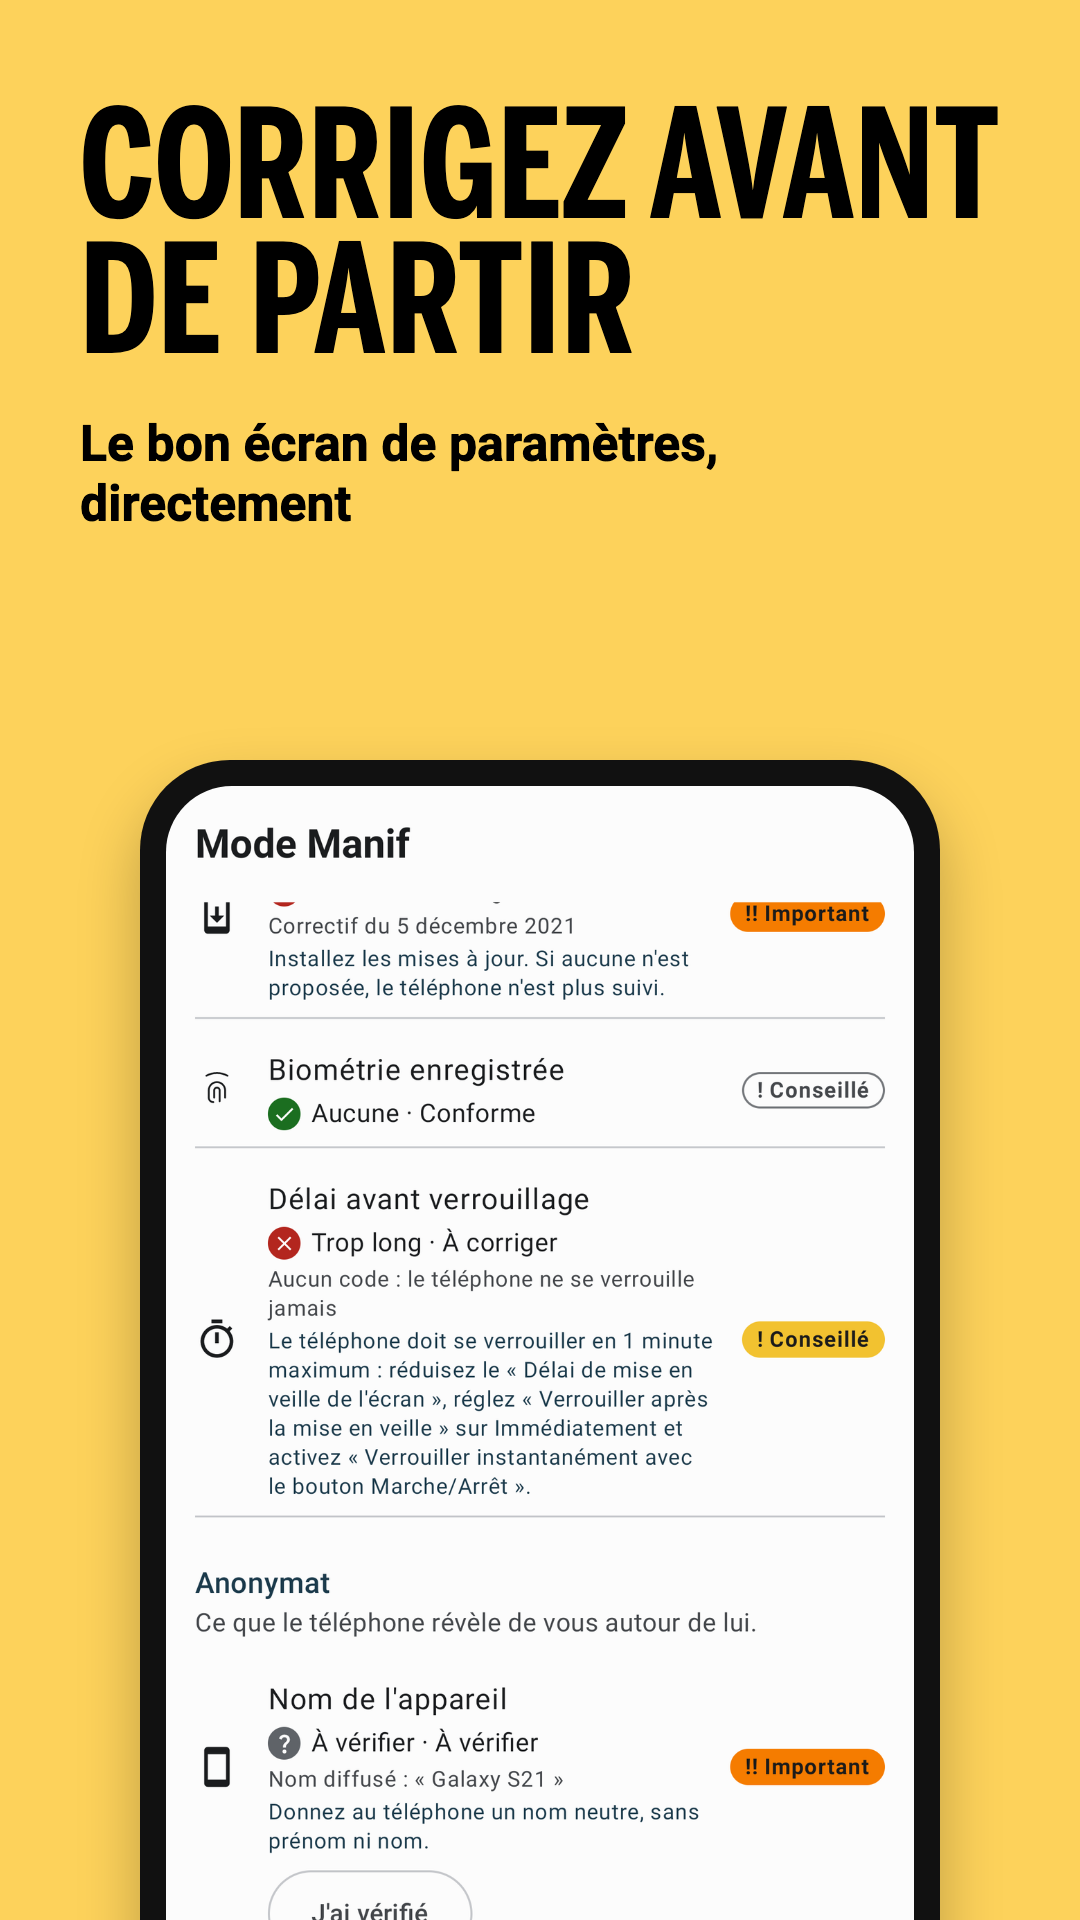 CORRIGEZ AVANT
DE PARTIR
Le bon écran de paramètres,
directement
Mode Manif
!! Important
Correctif du 5 décembre 2021
Installez les mises à jour. Si aucune n'est
proposée, le téléphone n'est plus suivi.
Biométrie enregistrée
Aucune · Conforme
! Conseillé
Délai avant verrouillage
Trop long · À corriger
Aucun code : le téléphone ne se verrouille
jamais
Le téléphone doit se verrouiller en 1 minute
maximum : réduisez le « Délai de mise en
veille de l'écran », réglez « Verrouiller après
la mise en veille » sur Immédiatement et
activez « Verrouiller instantanément avec
le bouton Marche/Arrêt ».
! Conseillé
Anonymat
Ce que le téléphone révèle de vous autour de lui.
Nom de l'appareil
À vérifier · À vérifier
Nom diffusé : « Galaxy S21 »
Donnez au téléphone un nom neutre, sans
prénom ni nom.
!! Important
J'ai vérifié